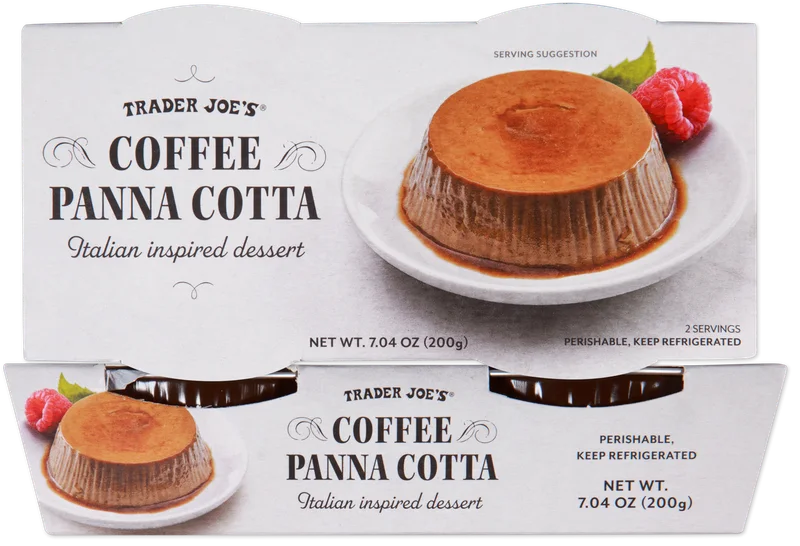 SERVING SUGGESTION
TRADER JOE'S®
COFFEE
PANNA COTTA
Italian inspired dessert
2 SERVINGS
NET WT. 7.04 OZ (200g)
PERISHABLE, KEEP REFRIGERATED
TRADER JOE'S®
COFFEE
PANNA COTTA
Italian inspired dessert
PERISHABLE,
KEEP REFRIGERATED
NET WT.
7.04 OZ (200g)